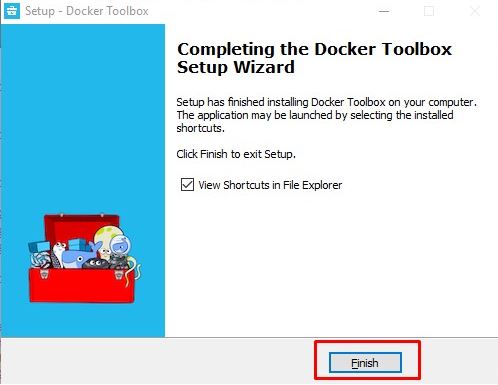 Setup - Docker Toolbox
Completing the Docker Toolbox
Setup Wizard
Setup has finished installing Docker Toolbox on your computer.
The application may be launched by selecting the installed
shortcuts.
Click Finish to exit Setup.
View Shortcuts in File Explorer
Finish